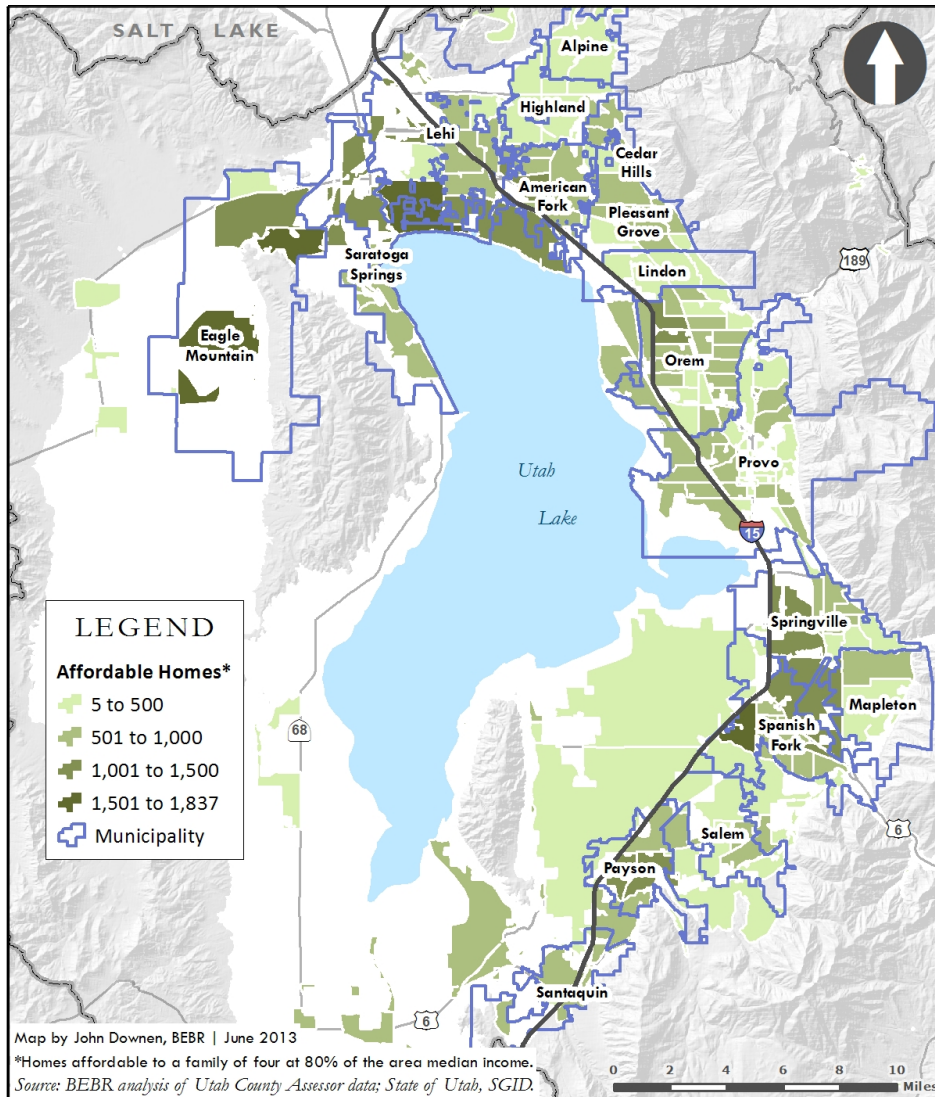 SALT LAKE
Alpine
Highland
Lehi
Cedar
Hills
American
Fork
Pleasant
Grove
Saratoga
Springs
Lindon
189
Eagle
Mountain
Orem
Provo
Utah
Lake
15
LEGEND
Affordable Homes*
5 to 500
501 to 1,000
1,001 to 1,500
1,501 to 1,837
Municipality
Springville
Mapleton
68
Spanish
Fork
6
Salem
Payson
Santaquin
6
Map by John Downen, BEBR | June 2013
*Homes affordable to a family of four at 80% of the area median income.
Source: BEBR analysis of Utah County Assessor data; State of Utah, SGID.
0 2 4 6 8 10
Miles